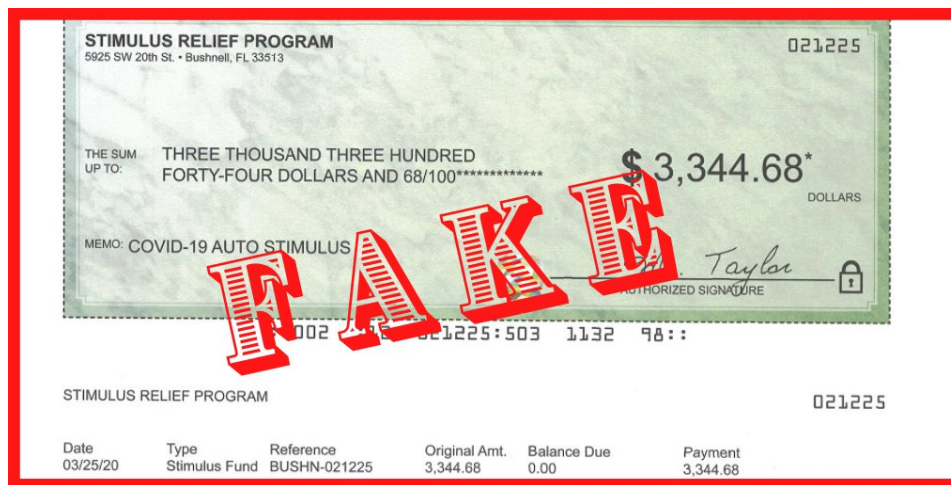 STIMULUS RELIEF PROGRAM
5925 SW 20th St. • Bushnell, FL 33513
021225
THE SUM UP TO:
THREE THOUSAND THREE HUNDRED
FORTY-FOUR DOLLARS AND 68/100*************
$ 3,344.68*
DOLLARS
MEMO: COVID-19 AUTO STIMULUS
Taylor
AUTHORIZED SIGNATURE
FAKE
021225:503 1132 98::
STIMULUS RELIEF PROGRAM
021225
Date Type Reference Original Amt. Balance Due Payment
03/25/20 Stimulus Fund BUSHN-021225 3,344.68 0.00 3,344.68